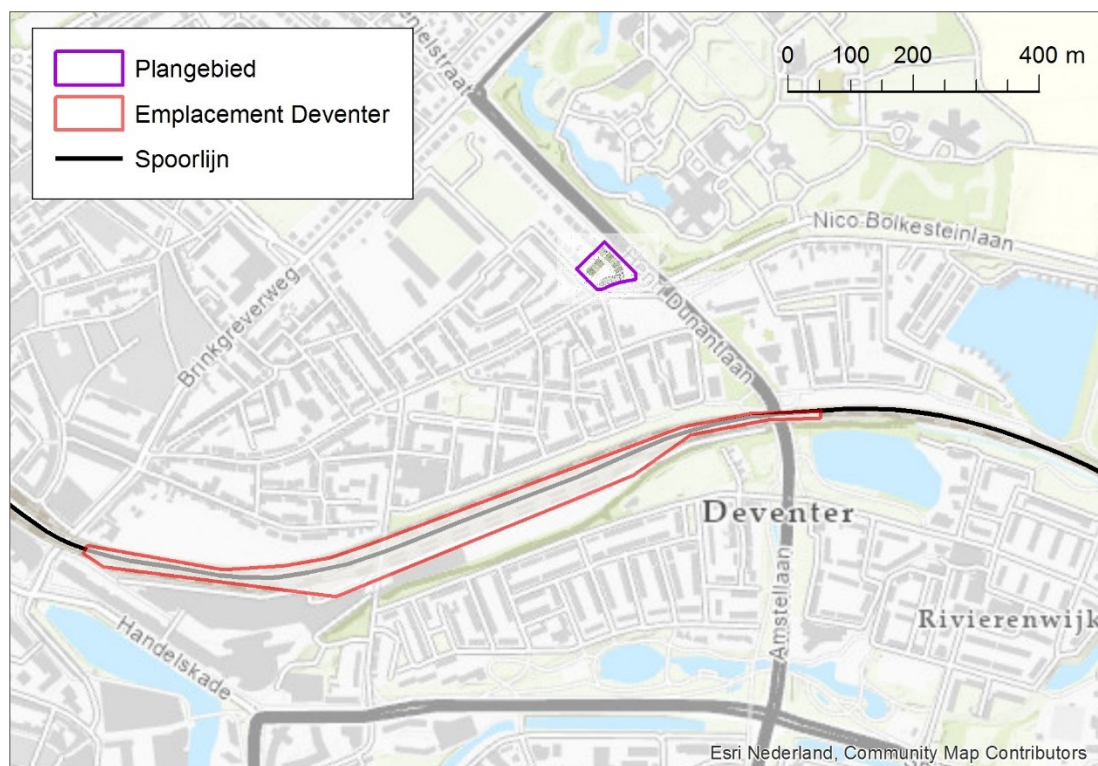 Plangebied
Emplacement Deventer
Spoorlijn
0 100 200 400 m
Nico Bolkesteinlaan
Brinkgreverweg
Dunantlaan
Deventer
Amstellaan
Rivierenwijk
Handelskade
Esri Nederland, Community Map Contributors